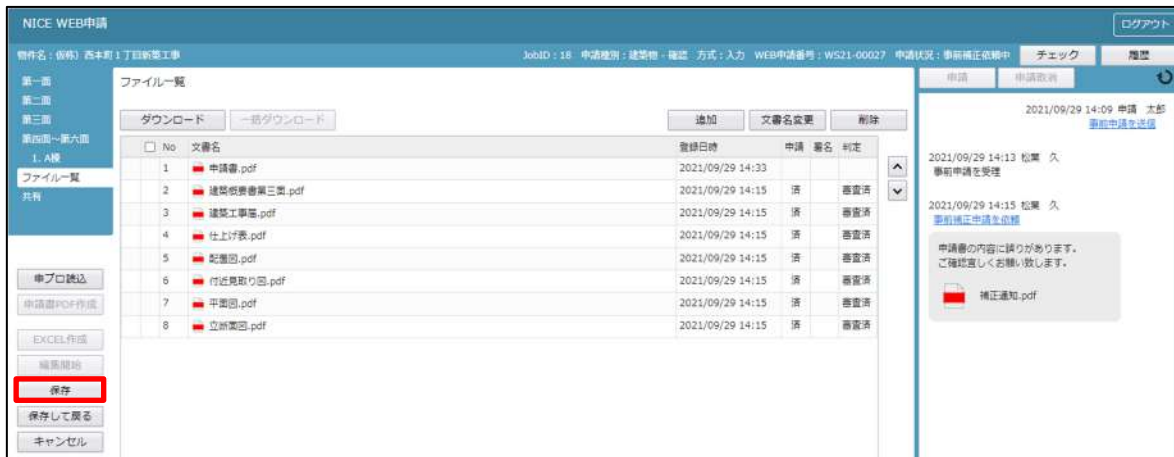 NICE WEB申請
ログアウト
物件名：仮称）西本町１丁目新築工事
JobID：18 申請種別：建築物 - 確認 方式：入力 WEB申請番号：WS21-00027 申請状況：事前補正依頼中
チェック
履歴
第一面
第二面
第三面
第四面～第六面
1. A棟
ファイル一覧
共有
申プロ読込
申請書PDF作成
EXCEL作成
編集開始
保存
保存して戻る
キャンセル
ファイル一覧
ダウンロード 一括ダウンロード 追加 文書名変更 削除
No 文書名 登録日時 申請 署名 判定
1 申請書.pdf 2021/09/29 14:33
2 建築概要書第三面.pdf 2021/09/29 14:15 済 審査済
3 建築工事届.pdf 2021/09/29 14:15 済 審査済
4 仕上げ表.pdf 2021/09/29 14:15 済 審査済
5 配置図.pdf 2021/09/29 14:15 済 審査済
6 付近見取り図.pdf 2021/09/29 14:15 済 審査済
7 平面図.pdf 2021/09/29 14:15 済 審査済
8 立断面図.pdf 2021/09/29 14:15 済 審査済
申請 申請取消
2021/09/29 14:09 申請 太郎
事前申請を送信
2021/09/29 14:13 松葉 久
事前申請を受理
2021/09/29 14:15 松葉 久
事前補正申請を依頼
申請書の内容に誤りがあります。
ご確認宜しくお願い致します。
補正通知.pdf